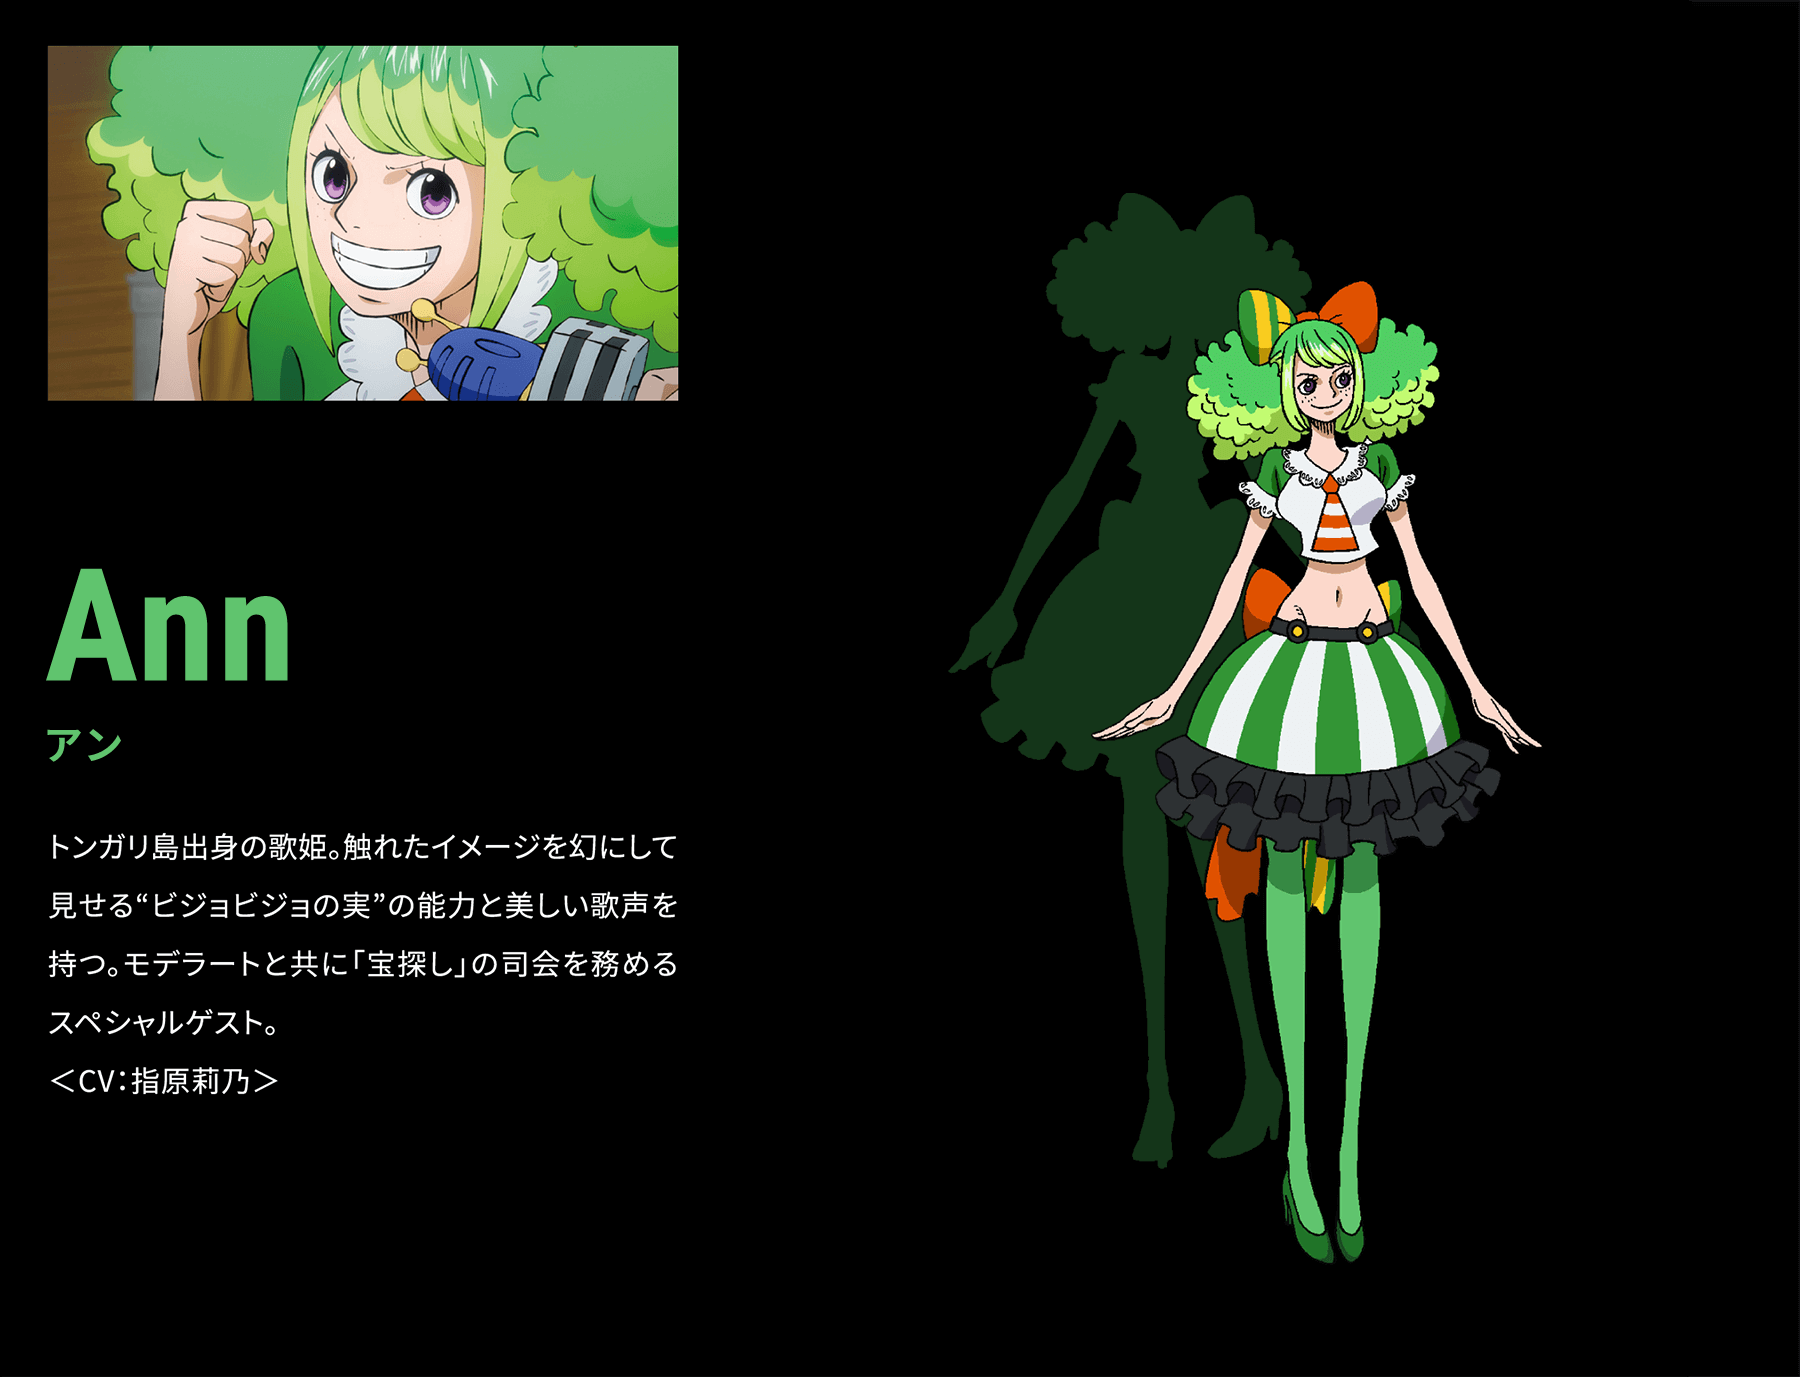 Ann
アン
トンガリ島出身の歌姫。触れたイメージを幻にして
見せる“ビジョビジョの実”の能力と美しい歌声を
持つ。モデラートと共に「宝探し」の司会を務める
スペシャルゲスト。
＜CV：指原莉乃＞